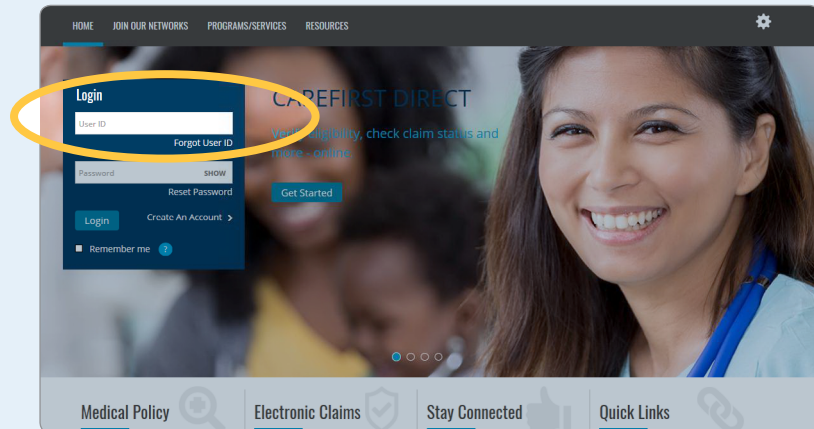 HOME JOIN OUR NETWORKS PROGRAMS/SERVICES RESOURCES
Login
User ID
Forgot User ID
Password SHOW
Reset Password
Login Create An Account >
Remember me ?
CAREFIRST DIRECT
Verify eligibility, check claim status and
more - online
Get Started
Medical Policy Electronic Claims Stay Connected Quick Links